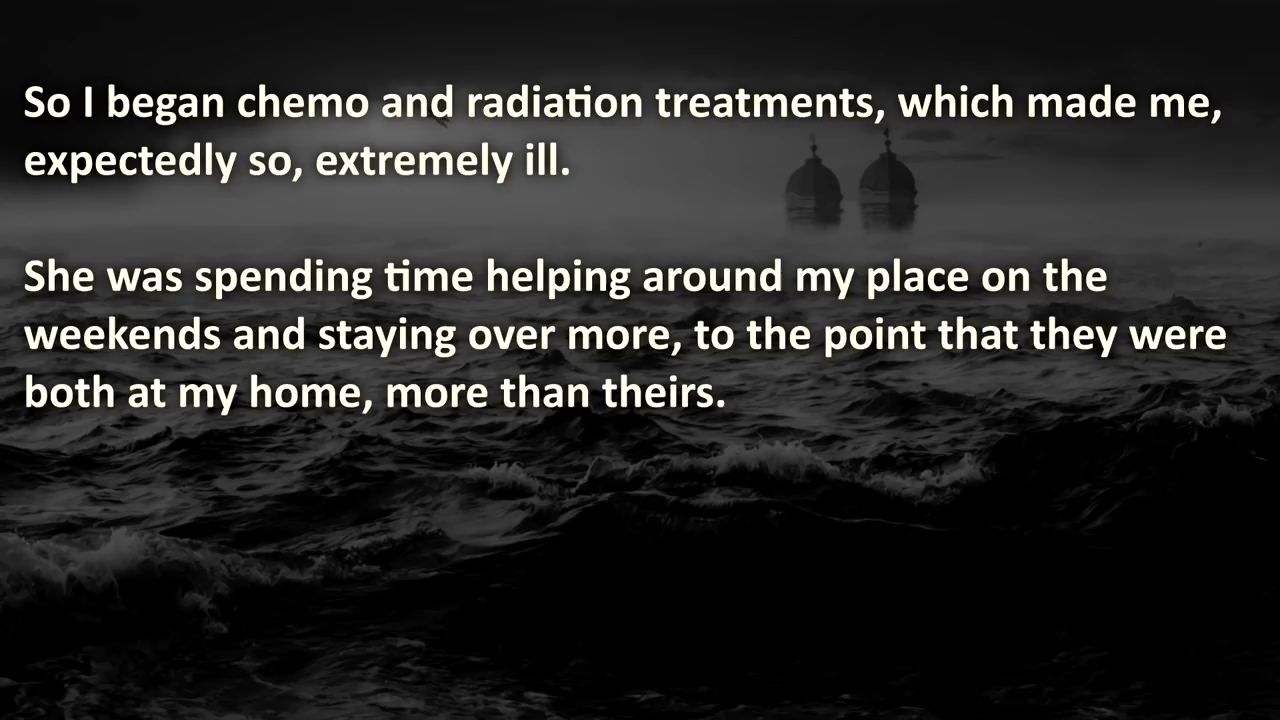 So I began chemo and radiation treatments, which made me,
expectedly so, extremely ill.
She was spending time helping around my place on the
weekends and staying over more, to the point that they were
both at my home, more than theirs.